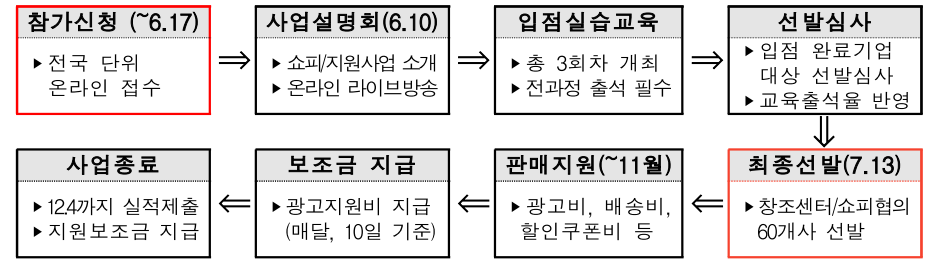 참가신청 (~6.17)
▸전국 단위
온라인 접수
사업설명회(6.10)
▸쇼피/지원사업 소개
▸온라인 라이브방송
입점실습교육
▸총 3회차 개최
▸전과정 출석 필수
선발심사
▸입점 완료기업
대상 선발심사
▸교육출석율 반영
최종선발(7.13)
▸창조센터/쇼피협의
60개사 선발
판매지원(~11월)
▸광고비, 배송비,
할인쿠폰비 등
보조금 지급
▸광고지원비 지급
(매달, 10일 기준)
사업종료
▸12.4까지 실적제출
▸지원보조금 지급